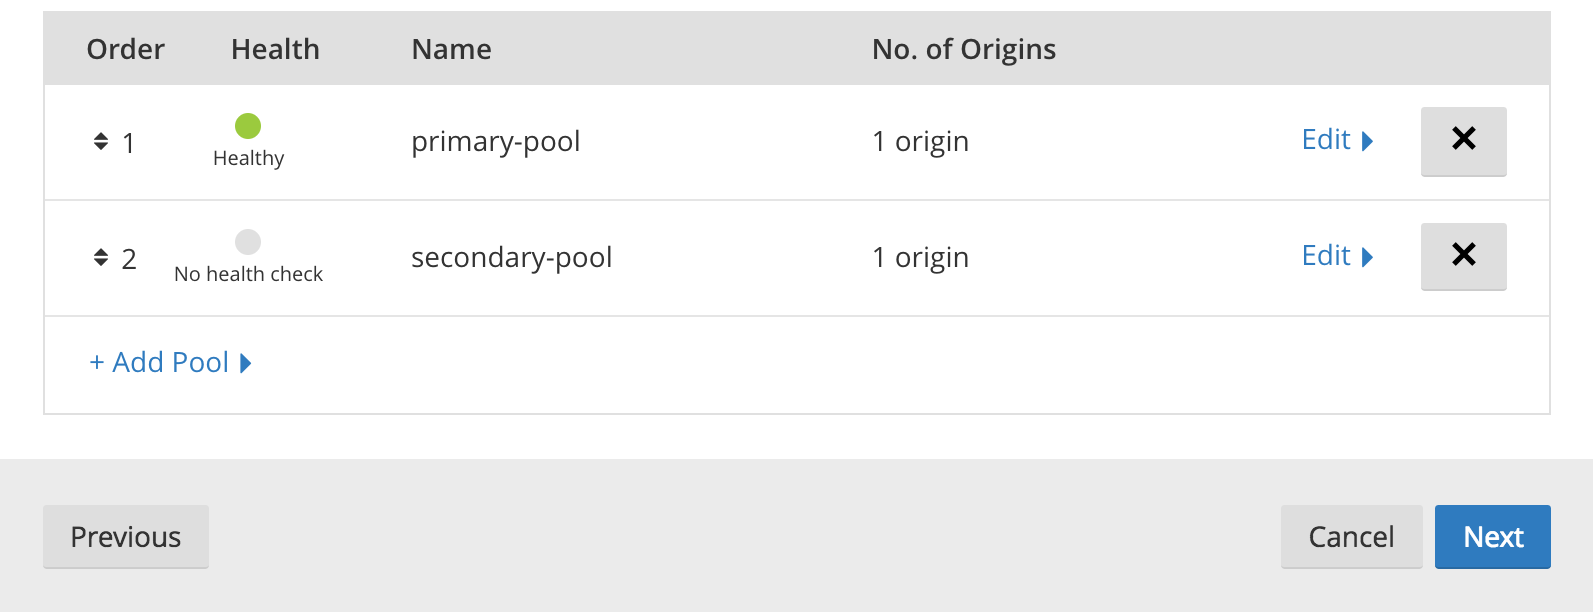 Order Health Name No. of Origins
1 Healthy primary-pool 1 origin Edit
2 No health check secondary-pool 1 origin Edit
+ Add Pool
Previous Cancel Next